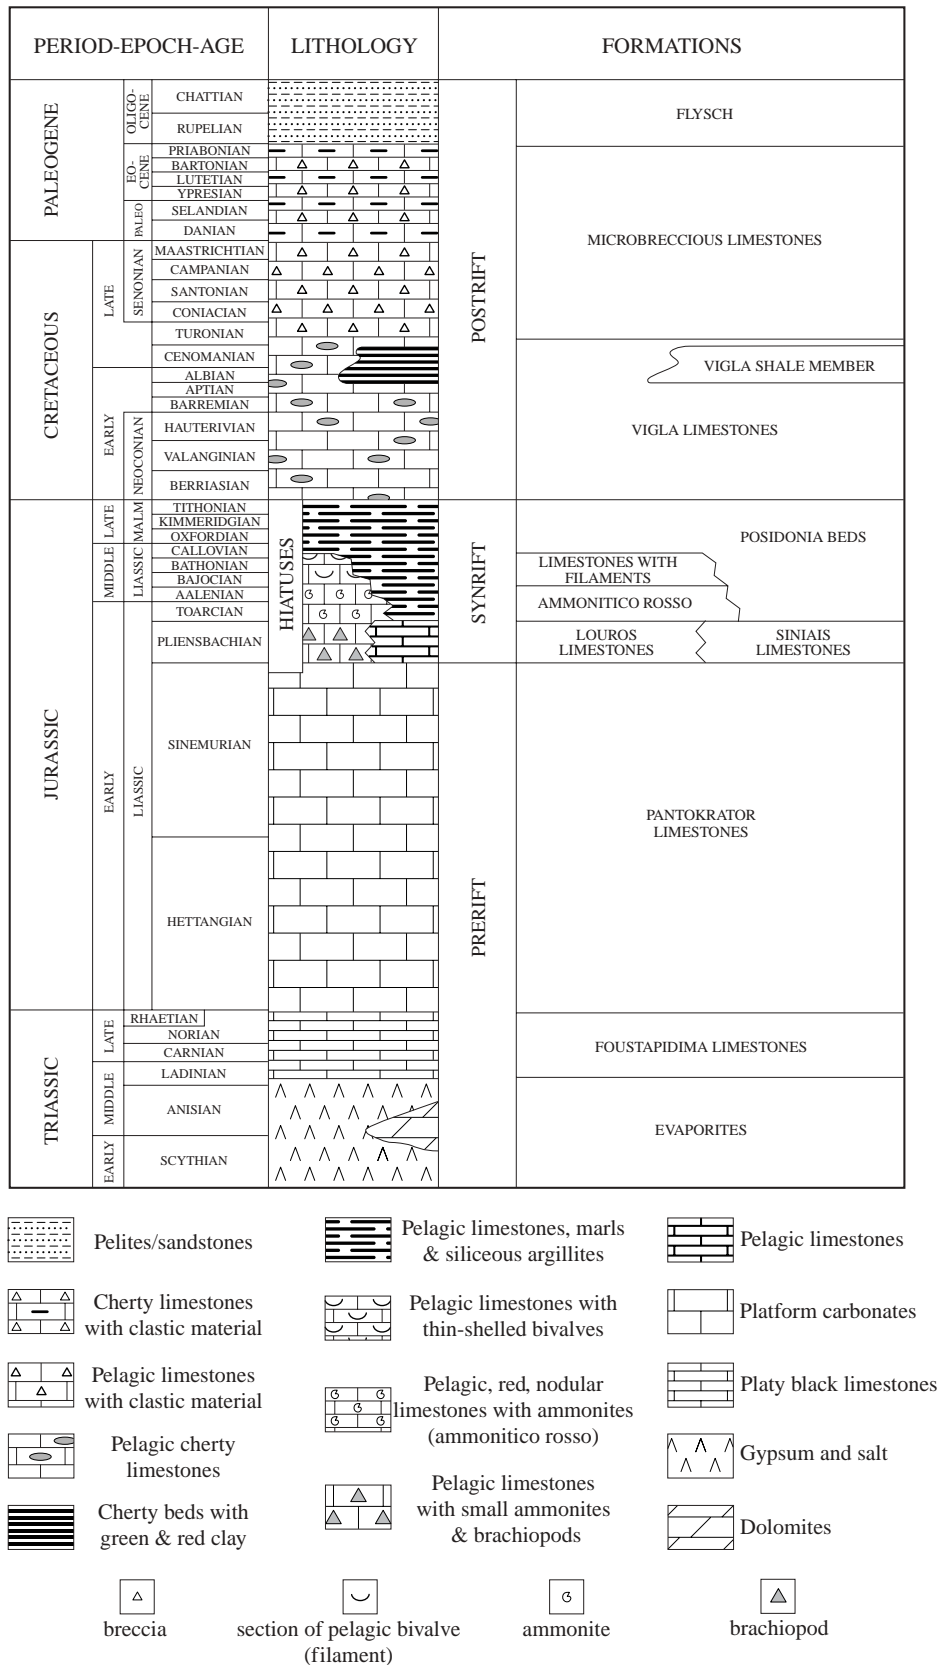 PERIOD-EPOCH-AGE
LITHOLOGY
FORMATIONS
PALEOGENE
OLIGO-
CENE
CHATTIAN
RUPELIAN
EO-
CENE
PRIABONIAN
BARTONIAN
LUTETIAN
YPRESIAN
PALEO
SELANDIAN
DANIAN
CRETACEOUS
LATE
SENONIAN
MAASTRICHTIAN
CAMPANIAN
SANTONIAN
CONIACIAN
TURONIAN
CENOMANIAN
EARLY
ALBIAN
APTIAN
BARREMIAN
NEOCONIAN
HAUTERIVIAN
VALANGINIAN
BERRIASIAN
JURASSIC
LATE
MALM
TITHONIAN
KIMMERIDGIAN
OXFORDIAN
MIDDLE
LIASSIC
CALLOVIAN
BATHONIAN
BAJOCIAN
AALENIAN
EARLY
LIASSIC
TOARCIAN
PLIENSBACHIAN
SINEMURIAN
HETTANGIAN
TRIASSIC
LATE
RHAETIAN
NORIAN
CARNIAN
MIDDLE
LADINIAN
ANISIAN
EARLY
SCYTHIAN
HIATUSES
POSTRIFT
SYNRIFT
PRERIFT
FLYSCH
MICROBRECCIOUS LIMESTONES
VIGLA SHALE MEMBER
VIGLA LIMESTONES
POSIDONIA BEDS
LIMESTONES WITH
FILAMENTS
AMMONITICO ROSSO
LOUROS
LIMESTONES
SINIAIS
LIMESTONES
PANTOKRATOR
LIMESTONES
FOUSTAPIDIMA LIMESTONES
EVAPORITES
Pelites/sandstones
Cherty limestones
with clastic material
Pelagic limestones
with clastic material
Pelagic cherty
limestones
Cherty beds with
green & red clay
Pelagic limestones, marls
& siliceous argillites
Pelagic limestones with
thin-shelled bivalves
Pelagic, red, nodular
limestones with ammonites
(ammonitico rosso)
Pelagic limestones
with small ammonites
& brachiopods
Pelagic limestones
Platform carbonates
Platy black limestones
Gypsum and salt
Dolomites
breccia
section of pelagic bivalve
(filament)
ammonite
brachiopod